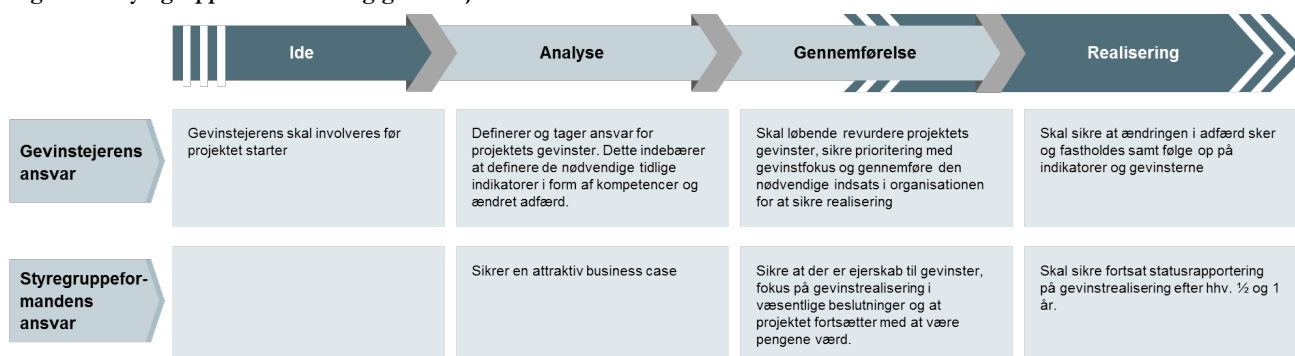 Ide
Analyse
Gennemførelse
Realisering
Gevinstejerens
ansvar
Gevinstejerens skal involveres før
projektet starter
Definerer og tager ansvar for
projektets gevinster. Dette indebærer
at definere de nødvendige tidlige
indikatorer i form af kompetencer og
ændret adfærd.
Skal løbende revurdere projektets
gevinster, sikre prioritering med
gevinstfokus og gennemføre den
nødvendige indsats i organisationen
for at sikre realisering
Skal sikre at ændringen i adfærd sker
og fastholdes samt følge op på
indikatorer og gevinsterne
Styregruppefor-
mandens
ansvar
Sikrer en attraktiv business case
Sikre at der er ejerskab til gevinster,
fokus på gevinstrealisering i
væsentlige beslutninger og at
projektet fortsætter med at være
pengene værd.
Skal sikre fortsat statusrapportering
på gevinstrealisering efter hhv. ½ og 1
år.